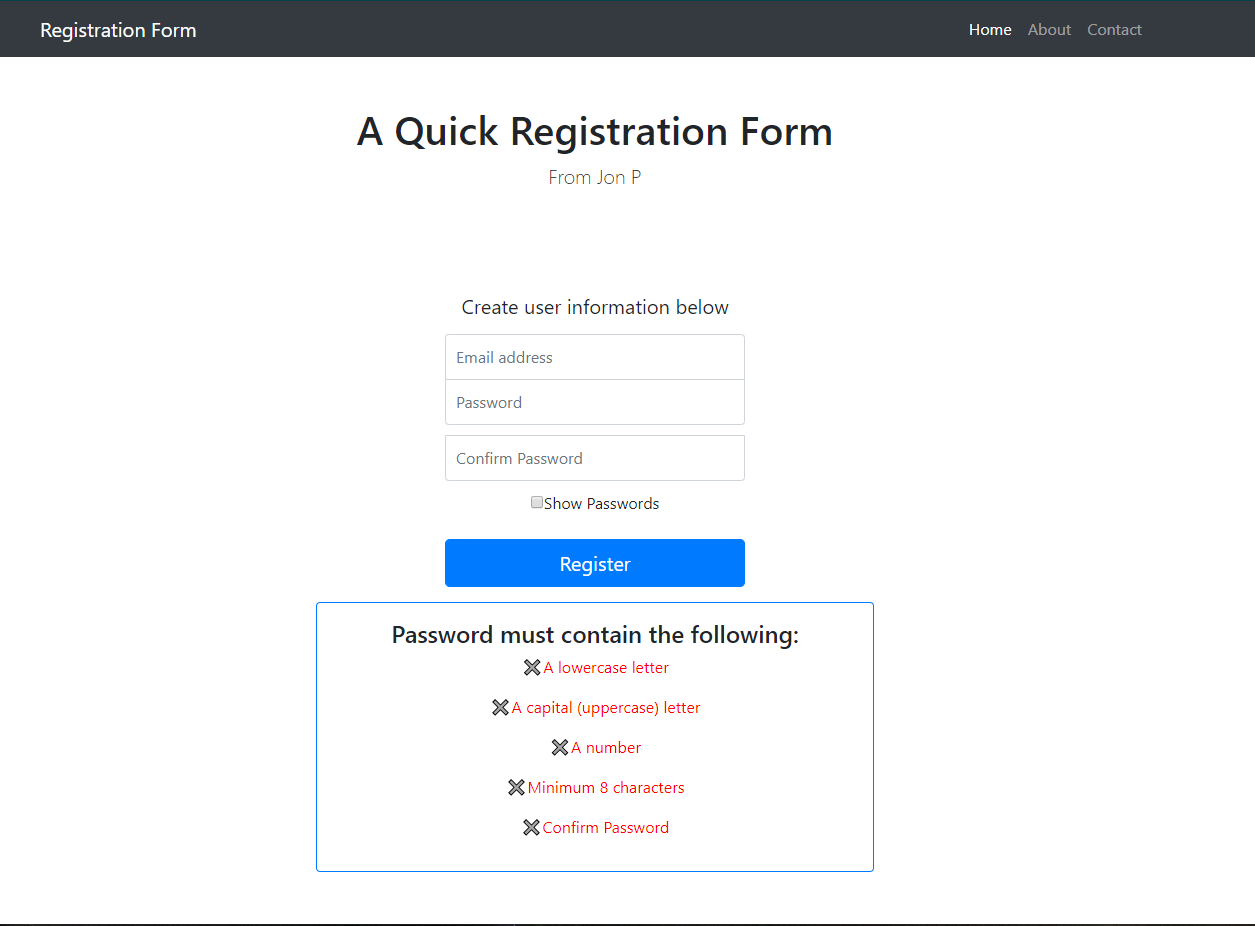 Registration Form Home About Contact
A Quick Registration Form
From Jon P
Create user information below
Email address
Password
Confirm Password
Show Passwords
Register
Password must contain the following:
A lowercase letter
A capital (uppercase) letter
A number
Minimum 8 characters
Confirm Password